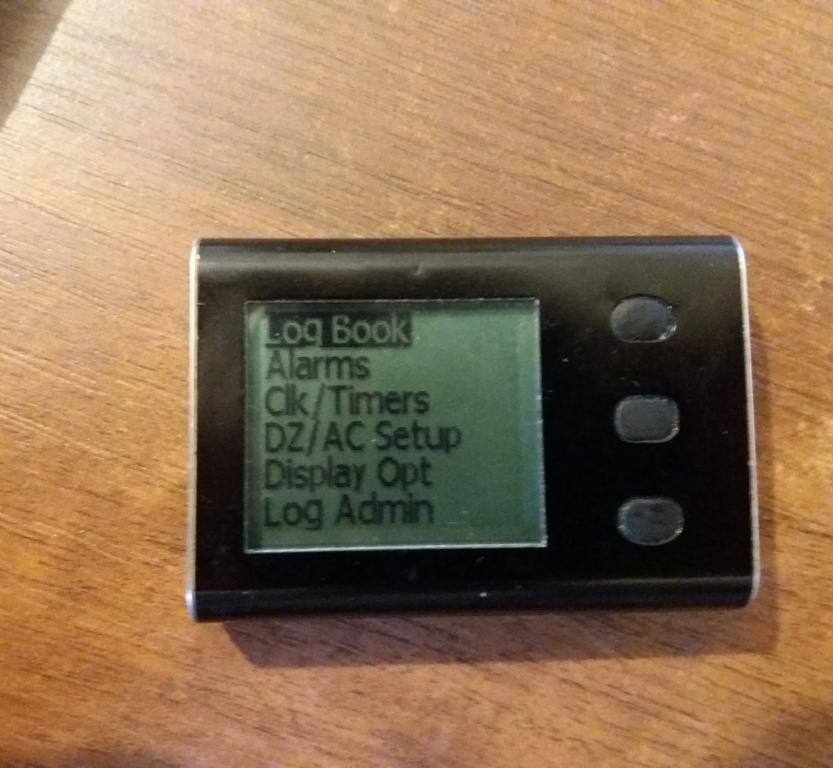 Log Book
Alarms
Clk/Timers
DZ/AC Setup
Display Opt
Log Admin